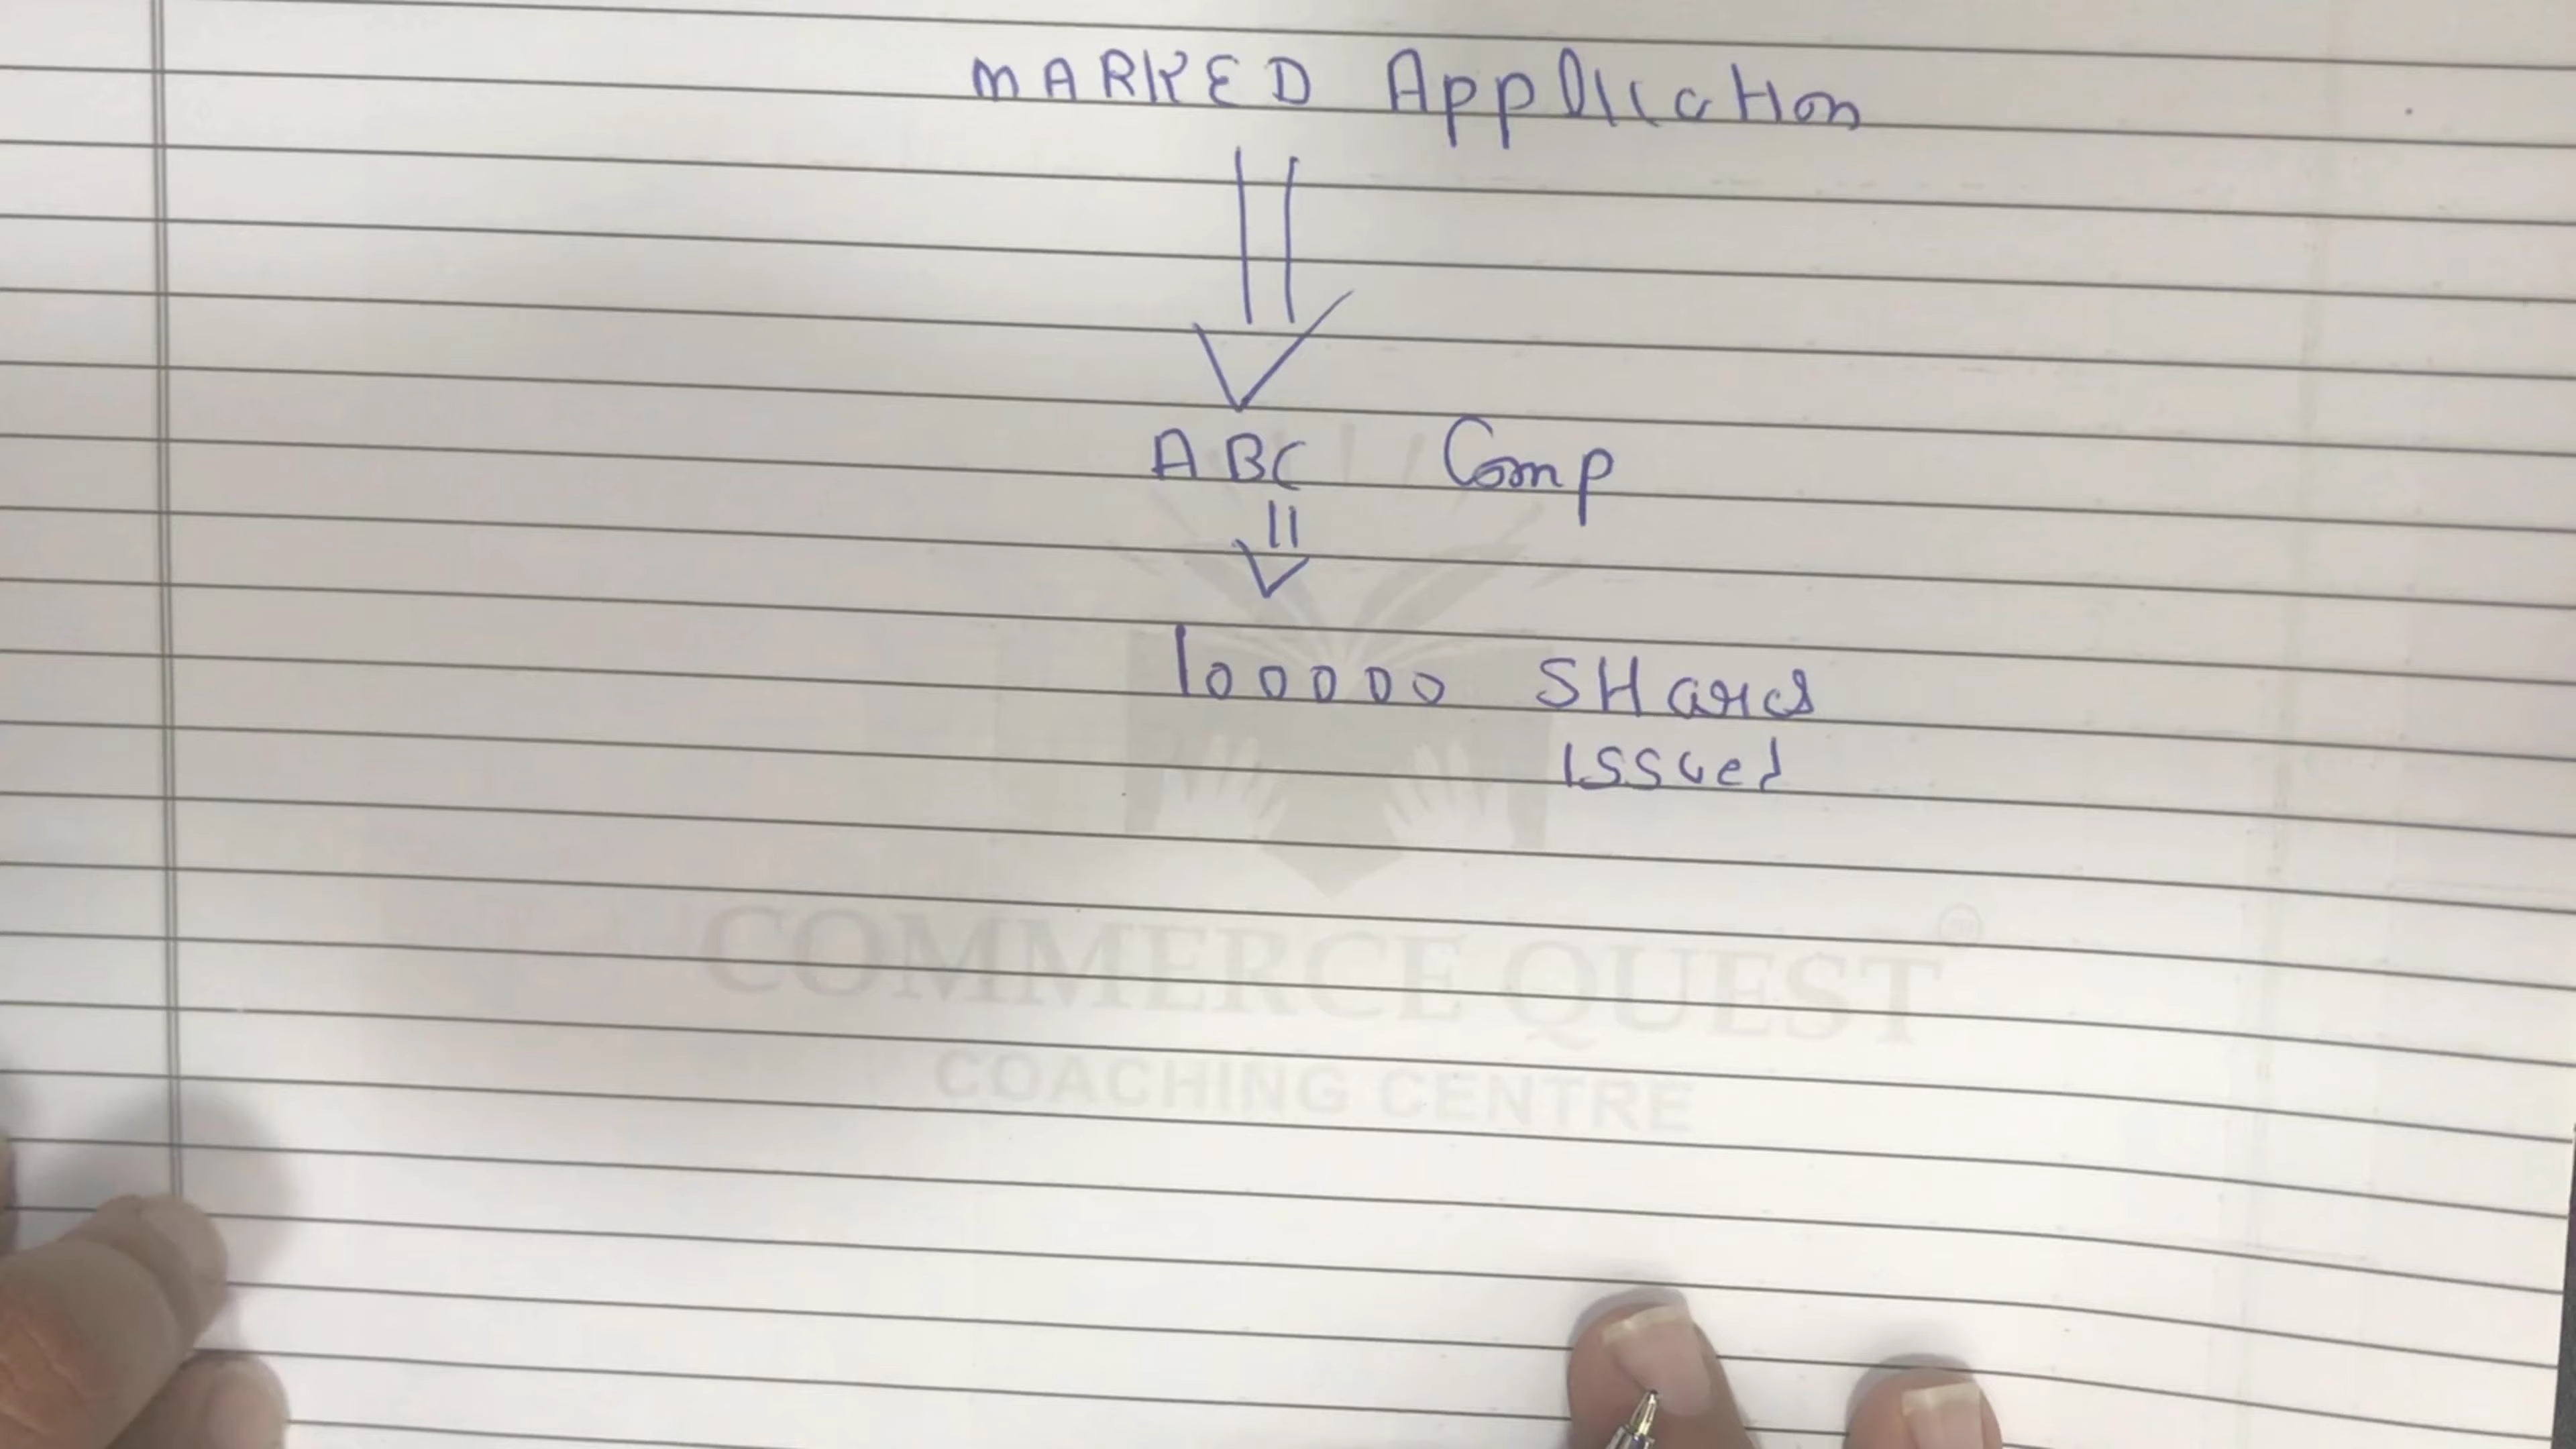 MARKED Application
ABC Comp
100000 SHares
issued
COMMERCE QUEST
COACHING CENTRE